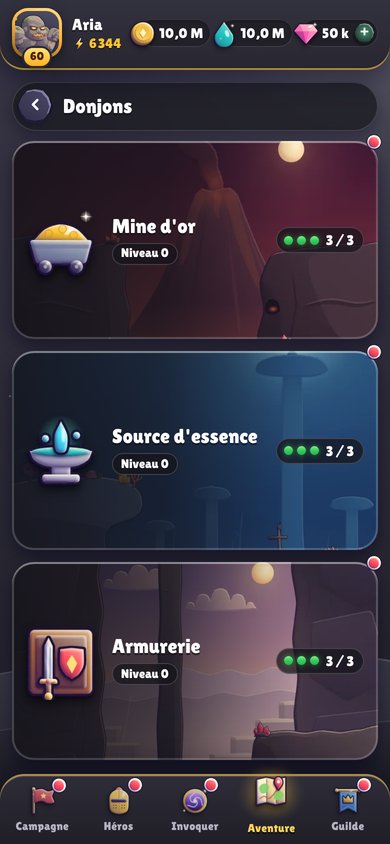 Aria
6344
60
10,0 M
10,0 M
50 k
Donjons
Mine d'or
Niveau 0
3 / 3
Source d'essence
Niveau 0
3 / 3
Armurerie
Niveau 0
3 / 3
Campagne
Héros
Invoquer
Aventure
Guilde